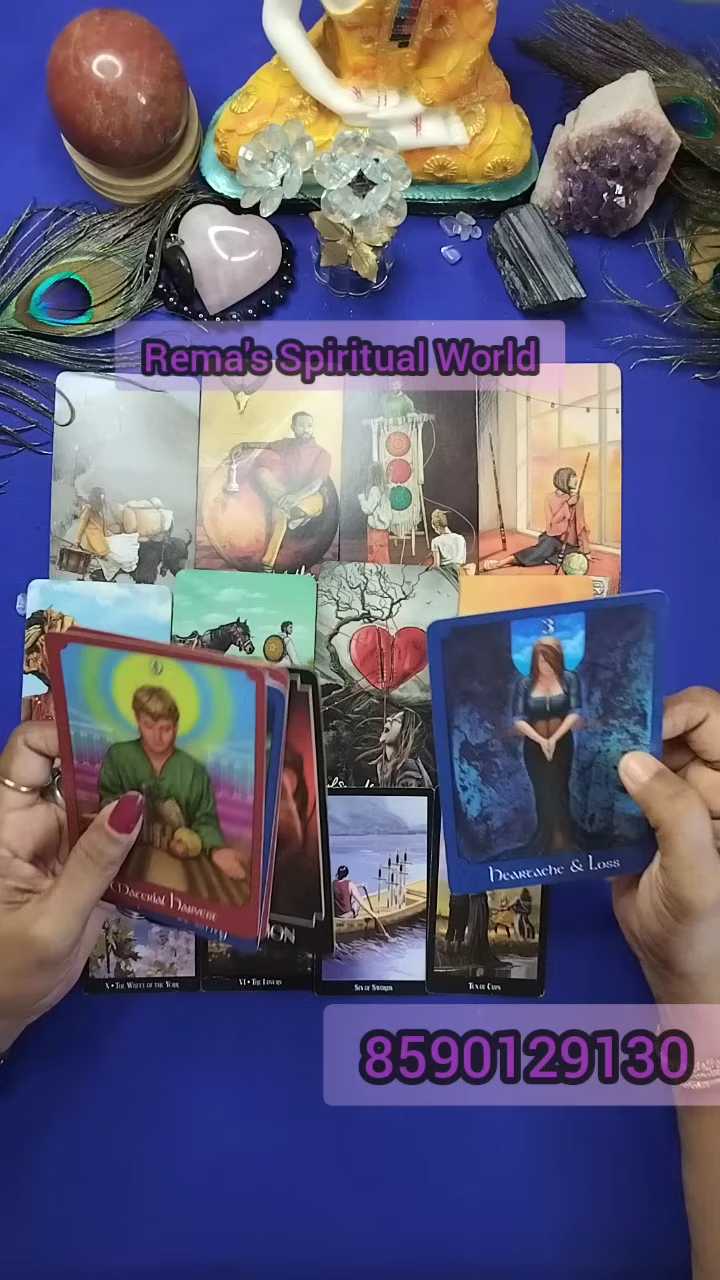 Rema's Spiritual World
3
Heartache & Loss
Material Harvest
X • The Wheel of the Year
VI • The Lovers
Six of Swords
Ten of Cups
8590129130